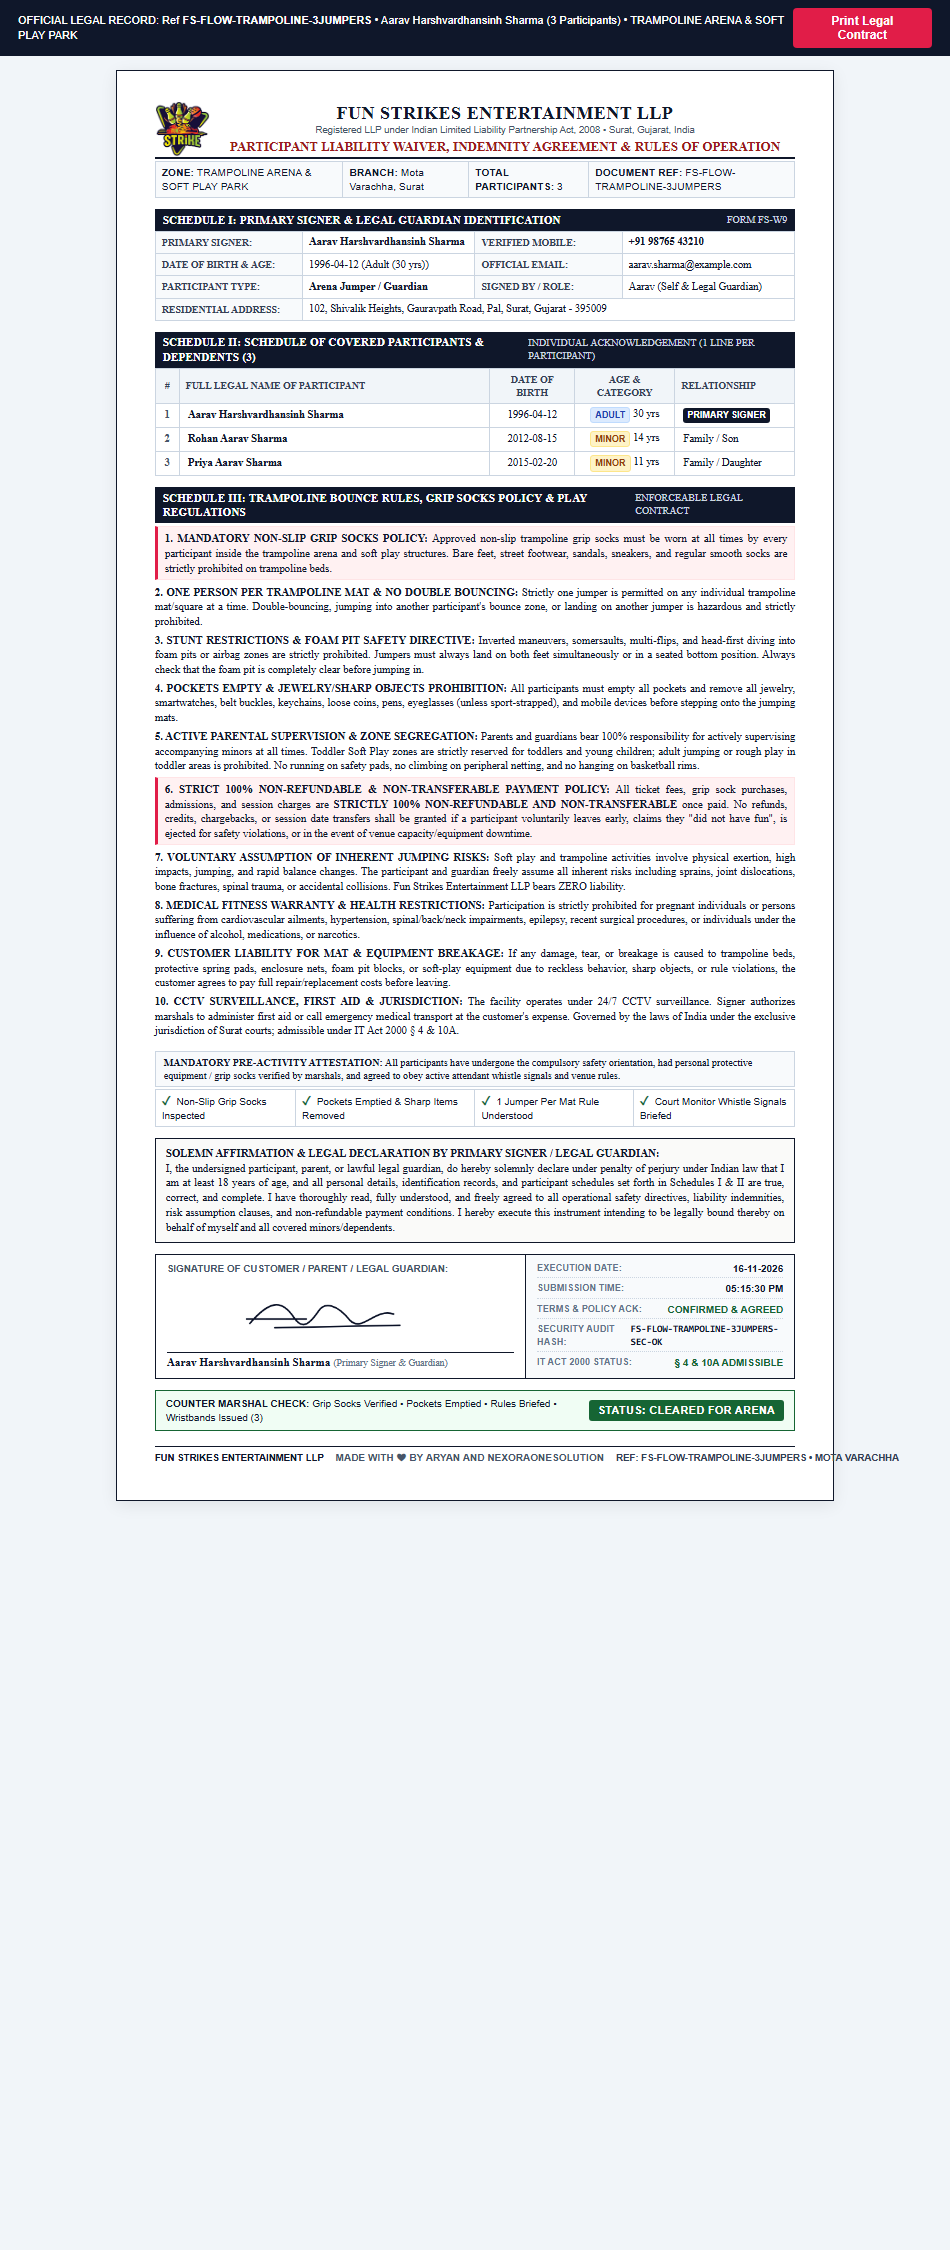 OFFICIAL LEGAL RECORD: Ref FS-FLOW-TRAMPOLINE-3JUMPERS • Aarav Harshvardhansinh Sharma (3 Participants) • TRAMPOLINE ARENA & SOFT
PLAY PARK
Print Legal
Contract
STRIKE
FUN STRIKES ENTERTAINMENT LLP
Registered LLP under Indian Limited Liability Partnership Act, 2008 • Surat, Gujarat, India
PARTICIPANT LIABILITY WAIVER, INDEMNITY AGREEMENT & RULES OF OPERATION
ZONE: TRAMPOLINE ARENA &
SOFT PLAY PARK
BRANCH: Mota
Varachha, Surat
TOTAL
PARTICIPANTS: 3
DOCUMENT REF: FS-FLOW-
TRAMPOLINE-3JUMPERS
SCHEDULE I: PRIMARY SIGNER & LEGAL GUARDIAN IDENTIFICATION
FORM FS-W9
PRIMARY SIGNER:
Aarav Harshvardhansinh Sharma
VERIFIED MOBILE:
+91 98765 43210
DATE OF BIRTH & AGE:
1996-04-12 (Adult (30 yrs))
OFFICIAL EMAIL:
aarav.sharma@example.com
PARTICIPANT TYPE:
Arena Jumper / Guardian
SIGNED BY / ROLE:
Aarav (Self & Legal Guardian)
RESIDENTIAL ADDRESS:
102, Shivalik Heights, Gauravpath Road, Pal, Surat, Gujarat - 395009
SCHEDULE II: SCHEDULE OF COVERED PARTICIPANTS &
DEPENDENTS (3)
INDIVIDUAL ACKNOWLEDGEMENT (1 LINE PER
PARTICIPANT)
#
FULL LEGAL NAME OF PARTICIPANT
DATE OF
BIRTH
AGE &
CATEGORY
RELATIONSHIP
1
Aarav Harshvardhansinh Sharma
1996-04-12
ADULT 30 yrs
PRIMARY SIGNER
2
Rohan Aarav Sharma
2012-08-15
MINOR 14 yrs
Family / Son
3
Priya Aarav Sharma
2015-02-20
MINOR 11 yrs
Family / Daughter
SCHEDULE III: TRAMPOLINE BOUNCE RULES, GRIP SOCKS POLICY & PLAY
REGULATIONS
ENFORCEABLE LEGAL
CONTRACT
1. MANDATORY NON-SLIP GRIP SOCKS POLICY: Approved non-slip trampoline grip socks must be worn at all times by every
participant inside the trampoline arena and soft play structures. Bare feet, street footwear, sandals, sneakers, and regular smooth socks are
strictly prohibited on trampoline beds.
2. ONE PERSON PER TRAMPOLINE MAT & NO DOUBLE BOUNCING: Strictly one jumper is permitted on any individual trampoline
mat/square at a time. Double-bouncing, jumping into another participant's bounce zone, or landing on another jumper is hazardous and strictly
prohibited.
3. STUNT RESTRICTIONS & FOAM PIT SAFETY DIRECTIVE: Inverted maneuvers, somersaults, multi-flips, and head-first diving into
foam pits or airbag zones are strictly prohibited. Jumpers must always land on both feet simultaneously or in a seated bottom position. Always
check that the foam pit is completely clear before jumping in.
4. POCKETS EMPTY & JEWELRY/SHARP OBJECTS PROHIBITION: All participants must empty all pockets and remove all jewelry,
smartwatches, belt buckles, keychains, loose coins, pens, eyeglasses (unless sport-strapped), and mobile devices before stepping onto the jumping
mats.
5. ACTIVE PARENTAL SUPERVISION & ZONE SEGREGATION: Parents and guardians bear 100% responsibility for actively supervising
accompanying minors at all times. Toddler Soft Play zones are strictly reserved for toddlers and young children; adult jumping or rough play in
toddler areas is prohibited. No running on safety pads, no climbing on peripheral netting, and no hanging on basketball rims.
6. STRICT 100% NON-REFUNDABLE & NON-TRANSFERABLE PAYMENT POLICY: All ticket fees, grip sock purchases,
admissions, and session charges are STRICTLY 100% NON-REFUNDABLE AND NON-TRANSFERABLE once paid. No refunds,
credits, chargebacks, or session date transfers shall be granted if a participant voluntarily leaves early, claims they "did not have fun", is
ejected for safety violations, or in the event of venue capacity/equipment downtime.
7. VOLUNTARY ASSUMPTION OF INHERENT JUMPING RISKS: Soft play and trampoline activities involve physical exertion, high
impacts, jumping, and rapid balance changes. The participant and guardian freely assume all inherent risks including sprains, joint dislocations,
bone fractures, spinal trauma, or accidental collisions. Fun Strikes Entertainment LLP bears ZERO liability.
8. MEDICAL FITNESS WARRANTY & HEALTH RESTRICTIONS: Participation is strictly prohibited for pregnant individuals or persons
suffering from cardiovascular ailments, hypertension, spinal/back/neck impairments, epilepsy, recent surgical procedures, or individuals under the
influence of alcohol, medications, or narcotics.
9. CUSTOMER LIABILITY FOR MAT & EQUIPMENT BREAKAGE: If any damage, tear, or breakage is caused to trampoline beds,
protective spring pads, enclosure nets, foam pit blocks, or soft-play equipment due to reckless behavior, sharp objects, or rule violations, the
customer agrees to pay full repair/replacement costs before leaving.
10. CCTV SURVEILLANCE, FIRST AID & JURISDICTION: The facility operates under 24/7 CCTV surveillance. Signer authorizes
marshals to administer first aid or call emergency medical transport at the customer's expense. Governed by the laws of India under the exclusive
jurisdiction of Surat courts; admissible under IT Act 2000 § 4 & 10A.
MANDATORY PRE-ACTIVITY ATTESTATION: All participants have undergone the compulsory safety orientation, had personal protective
equipment / grip socks verified by marshals, and agreed to obey active attendant whistle signals and venue rules.
✓ Non-Slip Grip Socks
Inspected
✓ Pockets Emptied & Sharp Items
Removed
✓ 1 Jumper Per Mat Rule
Understood
✓ Court Monitor Whistle Signals
Briefed
SOLEMN AFFIRMATION & LEGAL DECLARATION BY PRIMARY SIGNER / LEGAL GUARDIAN:
I, the undersigned participant, parent, or lawful legal guardian, do hereby solemnly declare under penalty of perjury under Indian law that I
am at least 18 years of age, and all personal details, identification records, and participant schedules set forth in Schedules I & II are true,
correct, and complete. I have thoroughly read, fully understood, and freely agreed to all operational safety directives, liability indemnities,
risk assumption clauses, and non-refundable payment conditions. I hereby execute this instrument intending to be legally bound thereby on
behalf of myself and all covered minors/dependents.
SIGNATURE OF CUSTOMER / PARENT / LEGAL GUARDIAN:
Aarav Harshvardhansinh Sharma (Primary Signer & Guardian)
EXECUTION DATE:
16-11-2026
SUBMISSION TIME:
05:15:30 PM
TERMS & POLICY ACK:
CONFIRMED & AGREED
SECURITY AUDIT
HASH:
FS-FLOW-TRAMPOLINE-3JUMPERS-
SEC-OK
IT ACT 2000 STATUS:
§ 4 & 10A ADMISSIBLE
COUNTER MARSHAL CHECK: Grip Socks Verified • Pockets Emptied • Rules Briefed •
Wristbands Issued (3)
STATUS: CLEARED FOR ARENA
FUN STRIKES ENTERTAINMENT LLP
MADE WITH ♥ BY ARYAN AND NEXORAONESOLUTION
REF: FS-FLOW-TRAMPOLINE-3JUMPERS • MOTA VARACHHA